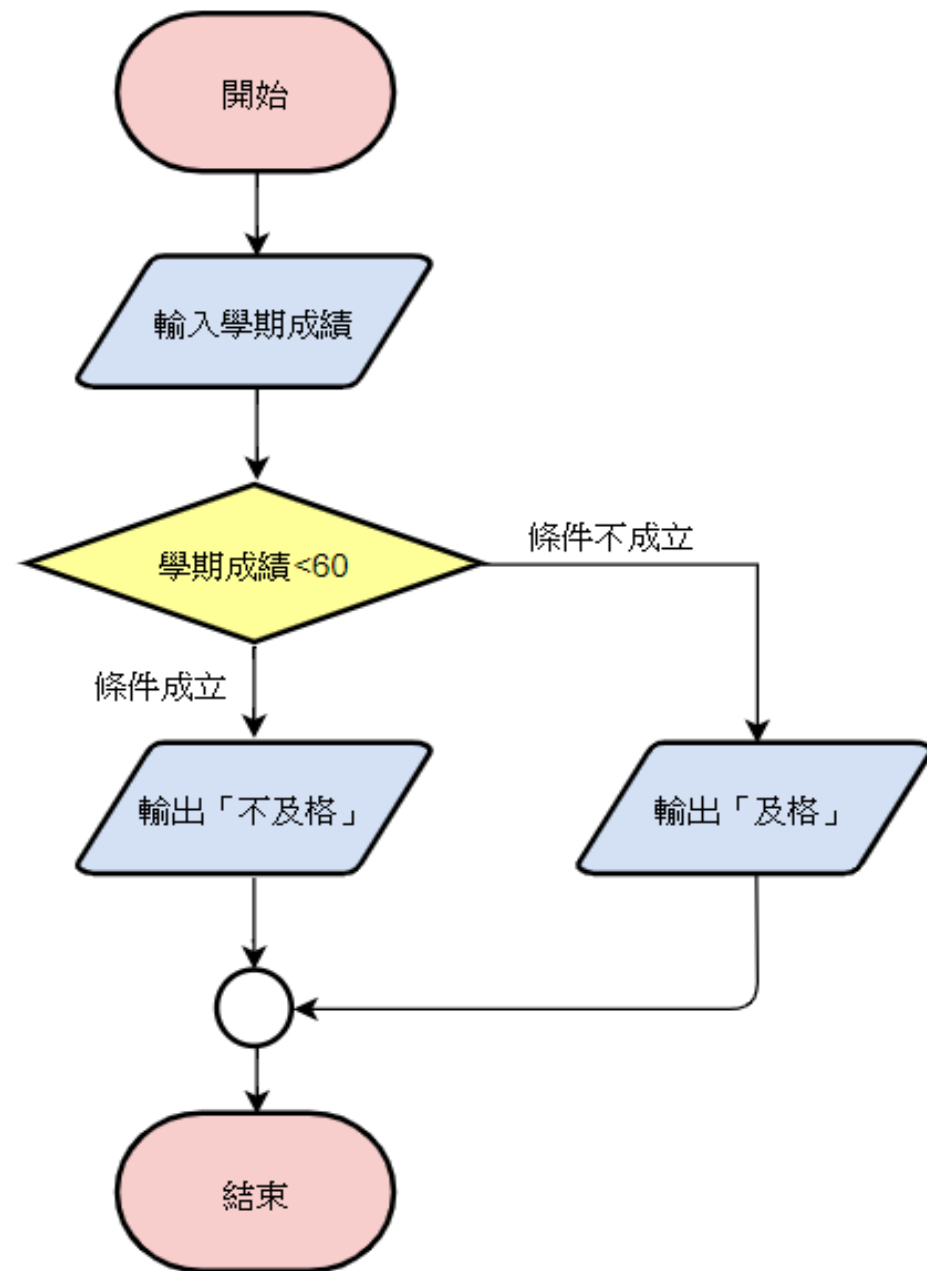 開始
輸入學期成績
學期成績<60
條件不成立
條件成立
輸出「不及格」
輸出「及格」
結束